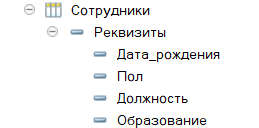 Сотрудники
Реквизиты
Дата_рождения
Пол
Должность
Образование